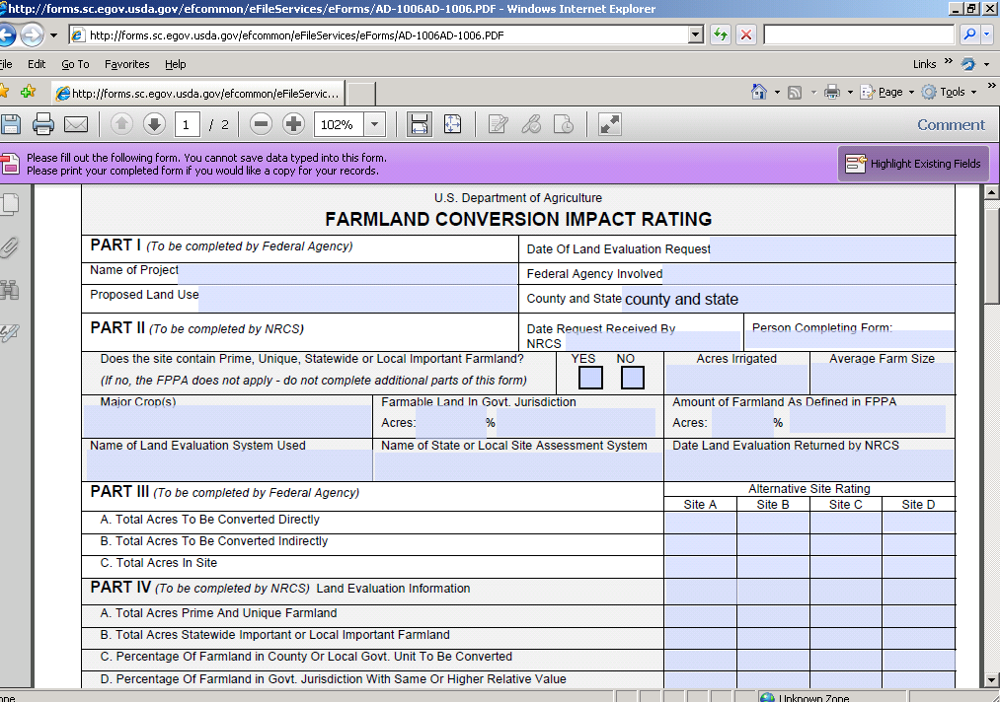 http://forms.sc.egov.usda.gov/efcommon/eFileServices/eForms/AD-1006AD-1006.PDF - Windows Internet Explorer
http://forms.sc.egov.usda.gov/efcommon/eFileServices/eForms/AD-1006AD-1006.PDF
File Edit Go To Favorites Help Links »
http://forms.sc.egov.usda.gov/efcommon/eFileServic... Page Tools »
1 / 2 102% Comment
Please fill out the following form. You cannot save data typed into this form.
Please print your completed form if you would like a copy for your records.
Highlight Existing Fields
U.S. Department of Agriculture
FARMLAND CONVERSION IMPACT RATING
PART I (To be completed by Federal Agency)
Date Of Land Evaluation Request
Name of Project
Federal Agency Involved
Proposed Land Use
County and State county and state
PART II (To be completed by NRCS)
Date Request Received By
NRCS
Person Completing Form:
Does the site contain Prime, Unique, Statewide or Local Important Farmland?
(If no, the FPPA does not apply - do not complete additional parts of this form)
YES NO
Acres Irrigated
Average Farm Size
Major Crop(s)
Farmable Land In Govt. Jurisdiction
Acres: %
Amount of Farmland As Defined in FPPA
Acres: %
Name of Land Evaluation System Used
Name of State or Local Site Assessment System
Date Land Evaluation Returned by NRCS
PART III (To be completed by Federal Agency)
Alternative Site Rating
Site A Site B Site C Site D
A. Total Acres To Be Converted Directly
B. Total Acres To Be Converted Indirectly
C. Total Acres In Site
PART IV (To be completed by NRCS) Land Evaluation Information
A. Total Acres Prime And Unique Farmland
B. Total Acres Statewide Important or Local Important Farmland
C. Percentage Of Farmland in County Or Local Govt. Unit To Be Converted
D. Percentage Of Farmland in Govt. Jurisdiction With Same Or Higher Relative Value
Unknown Zone